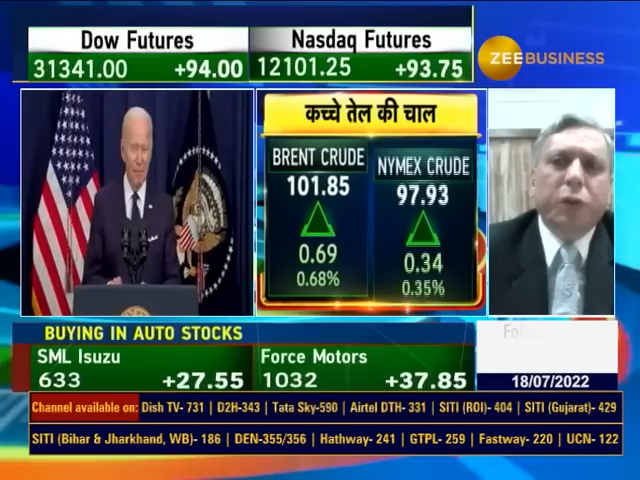 Dow Futures
31341.00 +94.00
Nasdaq Futures
12101.25 +93.75
ZEE BUSINESS
कच्चे तेल की चाल
BRENT CRUDE
101.85
0.69
0.68%
NYMEX CRUDE
97.93
0.34
0.35%
BUYING IN AUTO STOCKS
SML Isuzu
633 +27.55
Force Motors
1032 +37.85
18/07/2022
Channel available on: Dish TV- 731 | D2H-343 | Tata Sky-590 | Airtel DTH- 331 | SITI (ROI)- 404 | SITI (Gujarat)- 429
SITI (Bihar & Jharkhand, WB)- 186 | DEN-355/356 | Hathway- 241 | GTPL- 259 | Fastway- 220 | UCN- 122